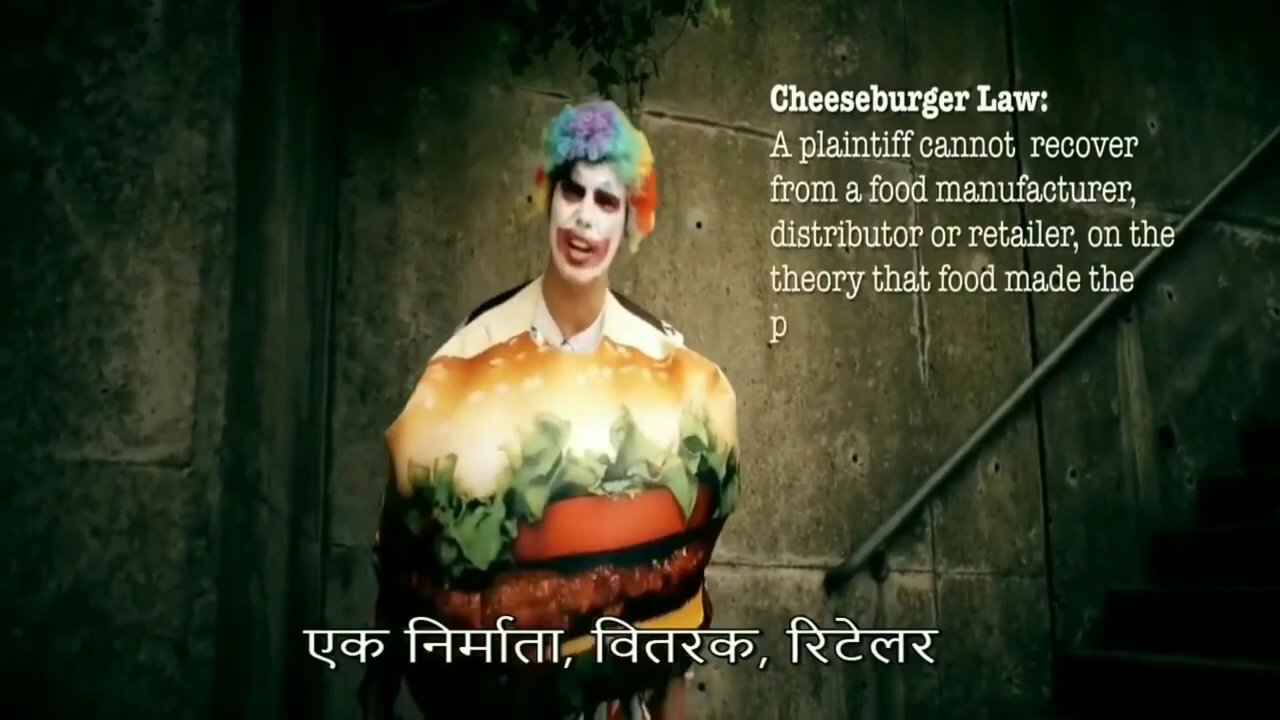 Cheeseburger Law:
A plaintiff cannot recover
from a food manufacturer,
distributor or retailer, on the
theory that food made the
p
एक निर्माता, वितरक, रिटेलर